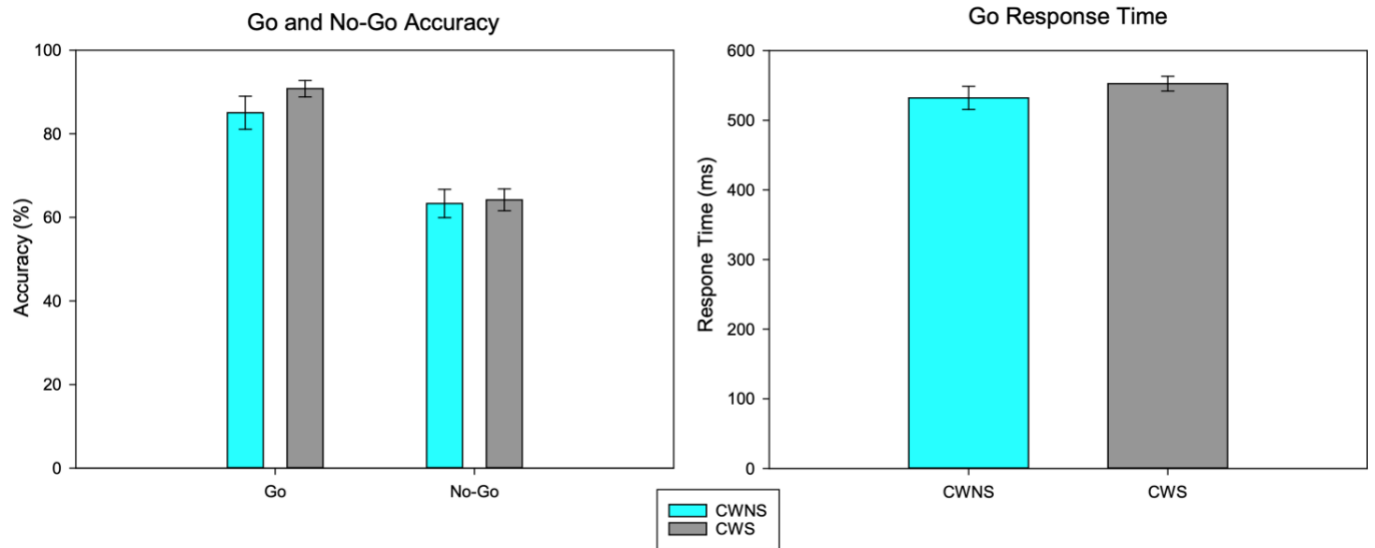 Go and No-Go Accuracy
Accuracy (%)
100
80
60
40
20
0
Go No-Go
Go Response Time
Respone Time (ms)
600
500
400
300
200
100
0
CWNS CWS
CWNS
CWS